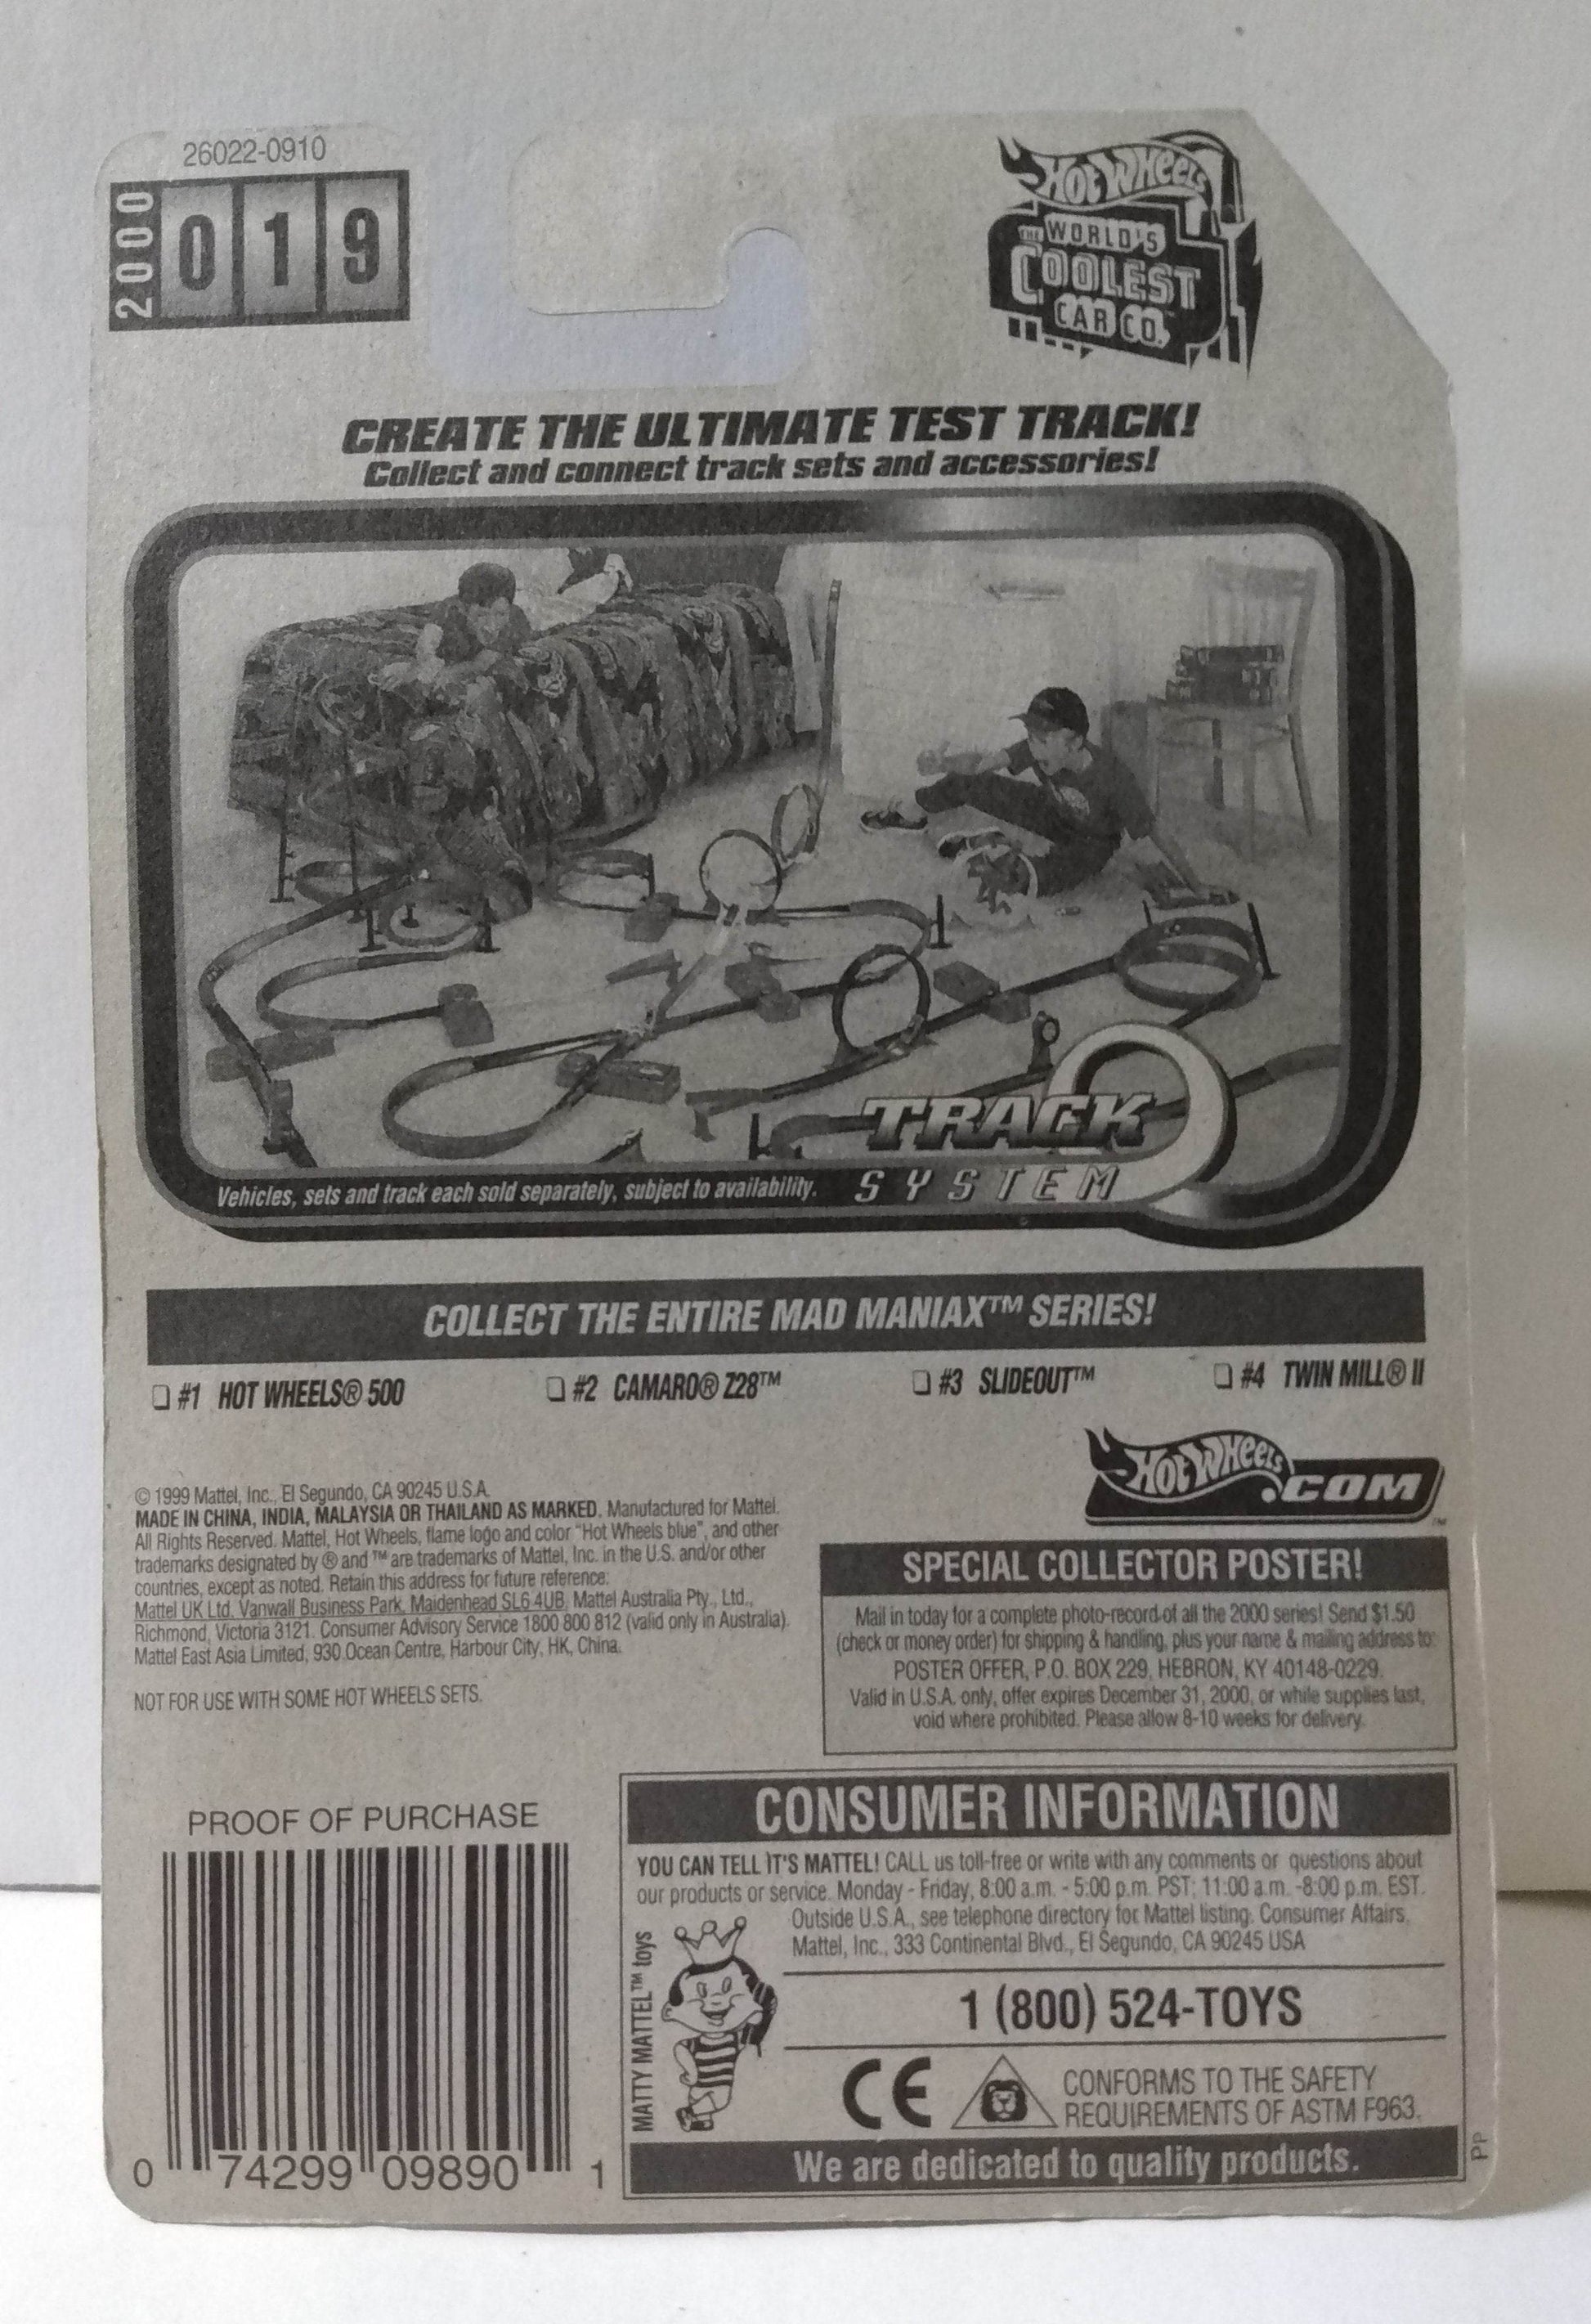 26022-0910
2000 019
HOT WHEELS
THE WORLD'S
COOLEST
CAR CO.™
CREATE THE ULTIMATE TEST TRACK!
Collect and connect track sets and accessories!
TRACK
SYSTEM
Vehicles, sets and track each sold separately, subject to availability.
COLLECT THE ENTIRE MAD MANIAX™ SERIES!
❏ #1 HOT WHEELS® 500 ❏ #2 CAMARO® Z28™ ❏ #3 SLIDEOUT™ ❏ #4 TWIN MILL® II
HOT WHEELS
.COM™
© 1999 Mattel, Inc., El Segundo, CA 90245 U.S.A.
MADE IN CHINA, INDIA, MALAYSIA OR THAILAND AS MARKED. Manufactured for Mattel.
All Rights Reserved. Mattel, Hot Wheels, flame logo and color "Hot Wheels blue", and other
trademarks designated by ® and ™ are trademarks of Mattel, Inc. in the U.S. and/or other
countries, except as noted. Retain this address for future reference:
Mattel UK Ltd, Vanwall Business Park, Maidenhead SL6 4UB. Mattel Australia Pty., Ltd.,
Richmond, Victoria 3121. Consumer Advisory Service 1800 800 812 (valid only in Australia).
Mattel East Asia Limited, 930 Ocean Centre, Harbour City, HK, China.
NOT FOR USE WITH SOME HOT WHEELS SETS.
SPECIAL COLLECTOR POSTER!
Mail in today for a complete photo-record of all the 2000 series! Send $1.50
(check or money order) for shipping & handling, plus your name & mailing address to:
POSTER OFFER, P.O. BOX 229, HEBRON, KY 40148-0229.
Valid in U.S.A. only, offer expires December 31, 2000, or while supplies last,
void where prohibited. Please allow 8-10 weeks for delivery.
PROOF OF PURCHASE
0 74299 09890 1
CONSUMER INFORMATION
YOU CAN TELL IT'S MATTEL! CALL us toll-free or write with any comments or questions about
our products or service. Monday - Friday, 8:00 a.m. - 5:00 p.m. PST; 11:00 a.m. -8:00 p.m. EST.
Outside U.S.A., see telephone directory for Mattel listing. Consumer Affairs,
Mattel, Inc., 333 Continental Blvd., El Segundo, CA 90245 USA
MATTY MATTEL™ toys
1 (800) 524-TOYS
CE
CONFORMS TO THE SAFETY
REQUIREMENTS OF ASTM F963.
We are dedicated to quality products.
PP